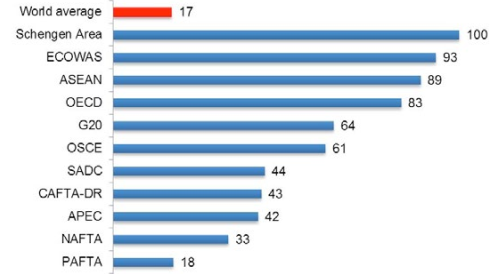 World average 17
Schengen Area 100
ECOWAS 93
ASEAN 89
OECD 83
G20 64
OSCE 61
SADC 44
CAFTA-DR 43
APEC 42
NAFTA 33
PAFTA 18